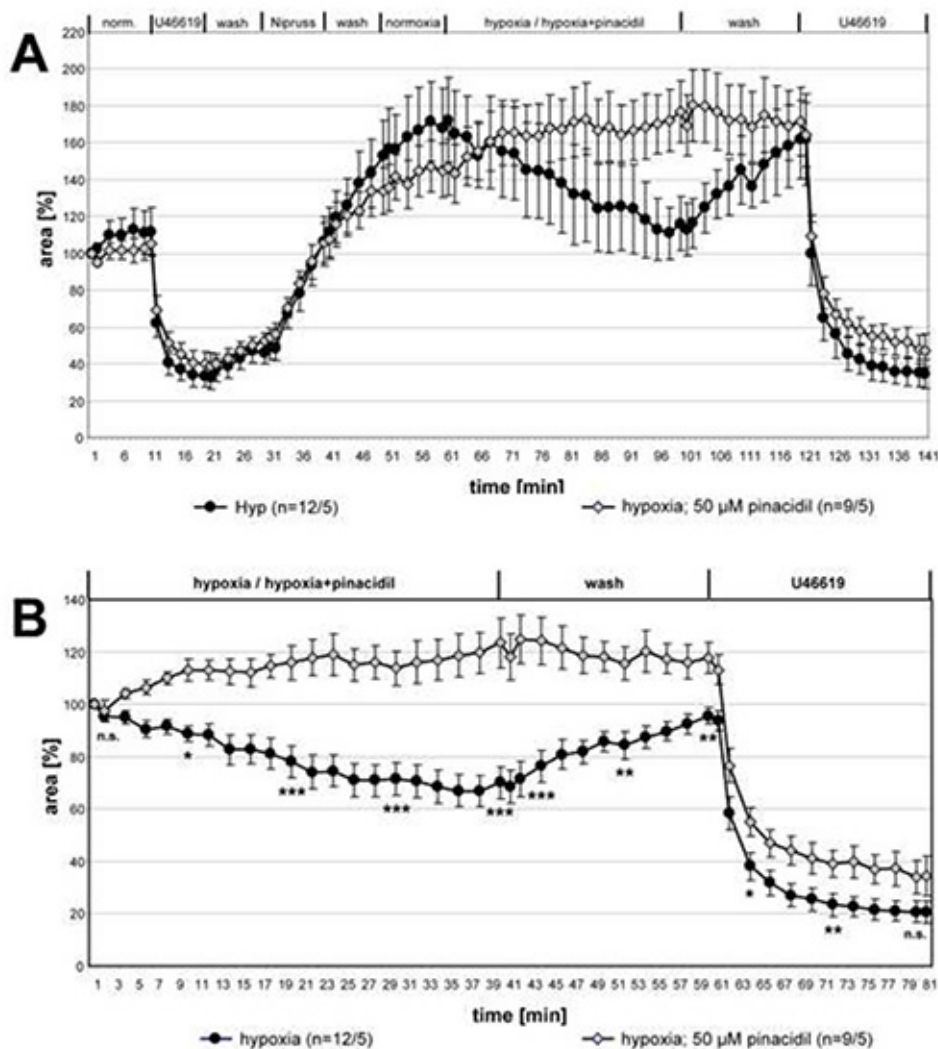 norm. U46619 wash Nipruss wash normoxia hypoxia / hypoxia+pinacidil wash U46619
A
area [%]
220
200
180
160
140
120
100
80
60
40
20
0
1 6 11 16 21 26 31 36 41 46 51 56 61 66 71 76 81 86 91 96 101 106 111 116 121 126 131 136 141
time [min]
Hyp (n=12/5) hypoxia; 50 µM pinacidil (n=9/5)
hypoxia / hypoxia+pinacidil wash U46619
B
area [%]
140
120
100
80
60
40
20
0
n.s. * *** *** *** *** ** ** * ** n.s.
1 3 5 7 9 11 13 15 17 19 21 23 25 27 29 31 33 35 37 39 41 43 45 47 49 51 53 55 57 59 61 63 65 67 69 71 73 75 77 79 81
time [min]
hypoxia (n=12/5) hypoxia; 50 µM pinacidil (n=9/5)